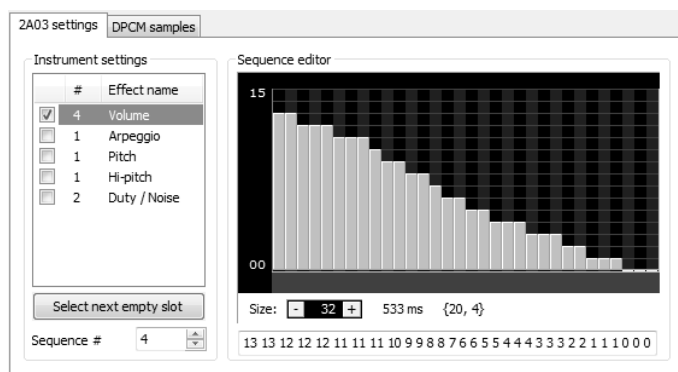 2A03 settings DPCM samples
Instrument settings
# Effect name
4 Volume
1 Arpeggio
1 Pitch
1 Hi-pitch
2 Duty / Noise
Select next empty slot
Sequence # 4
Sequence editor
15
00
Size: - 32 + 533 ms {20, 4}
13 13 12 12 12 11 11 11 10 9 9 8 8 7 6 6 5 5 4 4 4 3 3 3 2 2 1 1 1 0 0 0